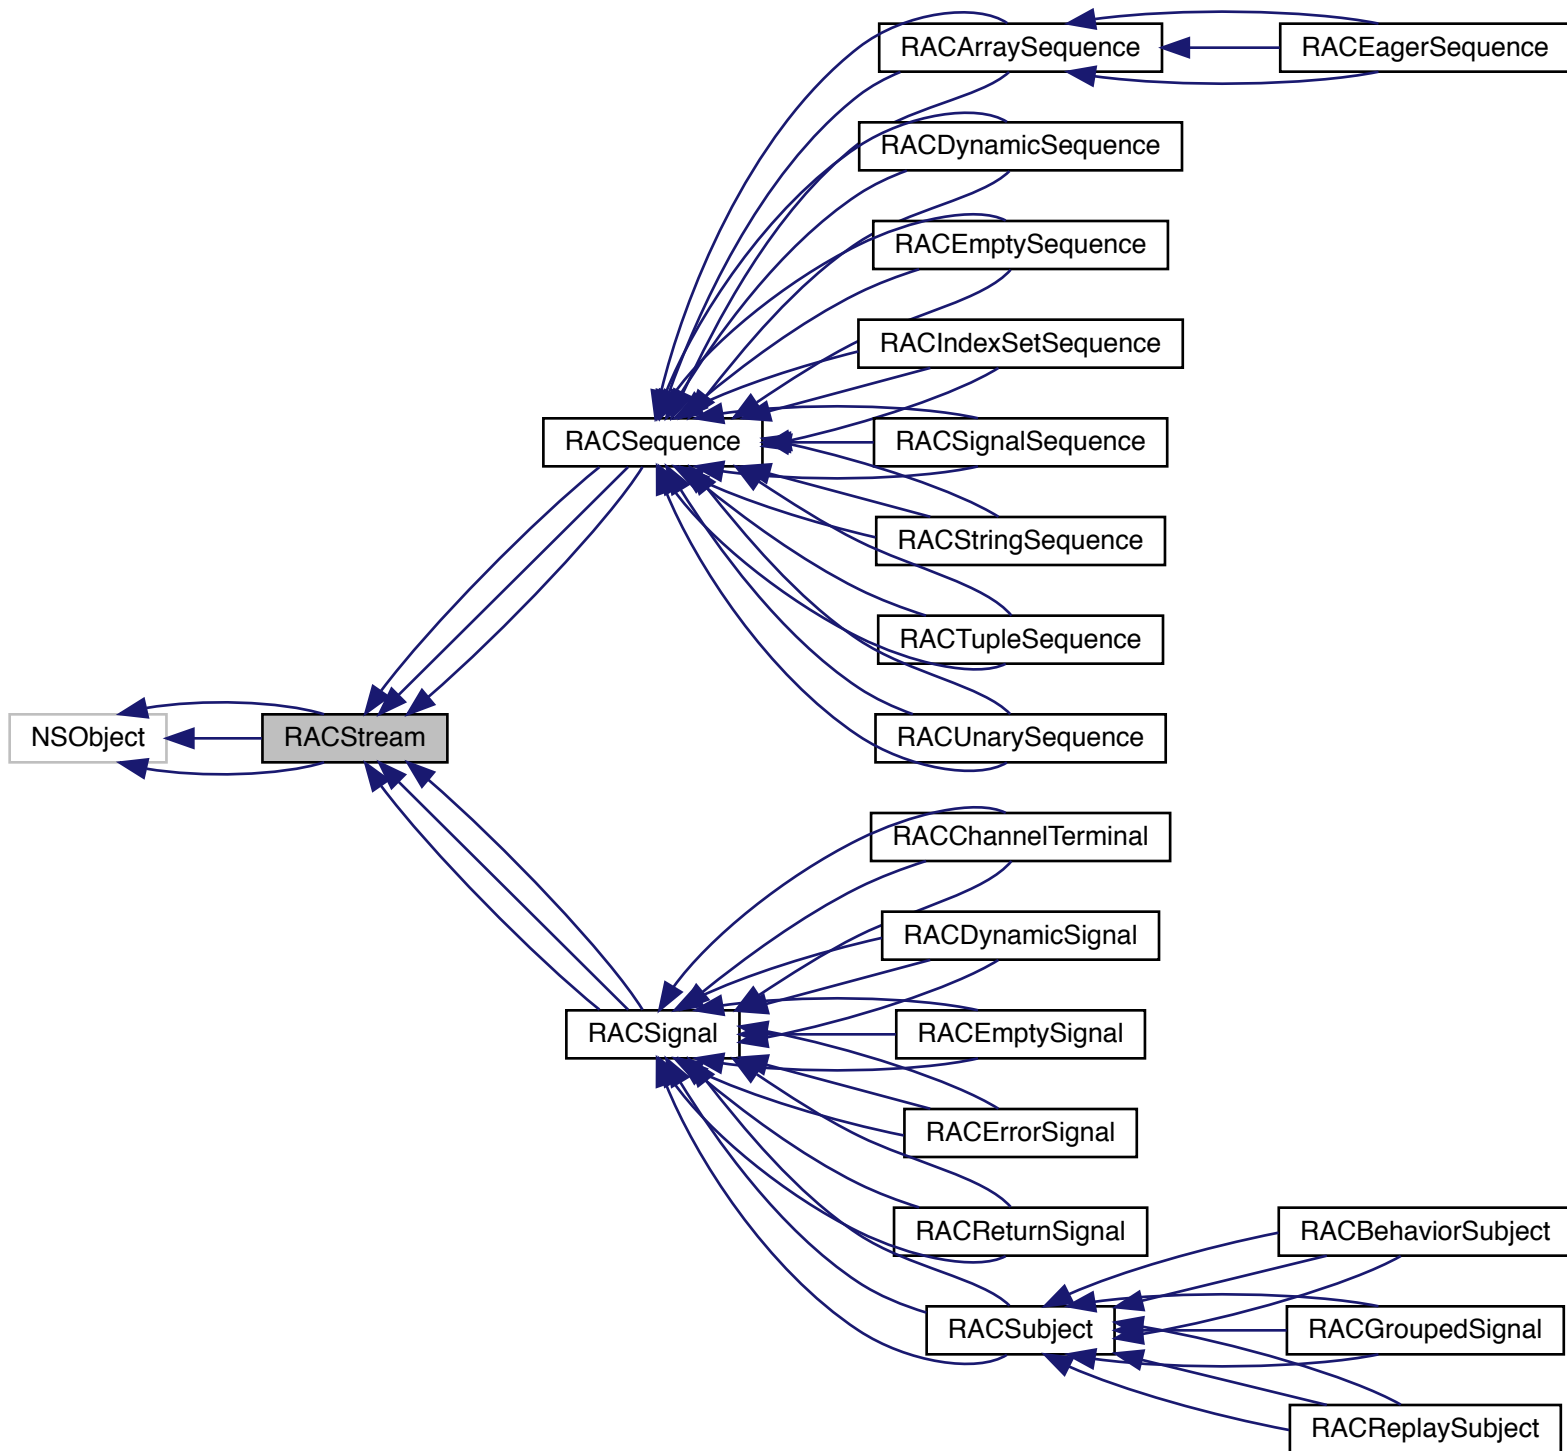 RACArraySequence
RACEagerSequence
RACDynamicSequence
RACEmptySequence
RACIndexSetSequence
RACSequence
RACSignalSequence
RACStringSequence
RACTupleSequence
NSObject
RACStream
RACUnarySequence
RACChannelTerminal
RACDynamicSignal
RACSignal
RACEmptySignal
RACErrorSignal
RACReturnSignal
RACBehaviorSubject
RACSubject
RACGroupedSignal
RACReplaySubject